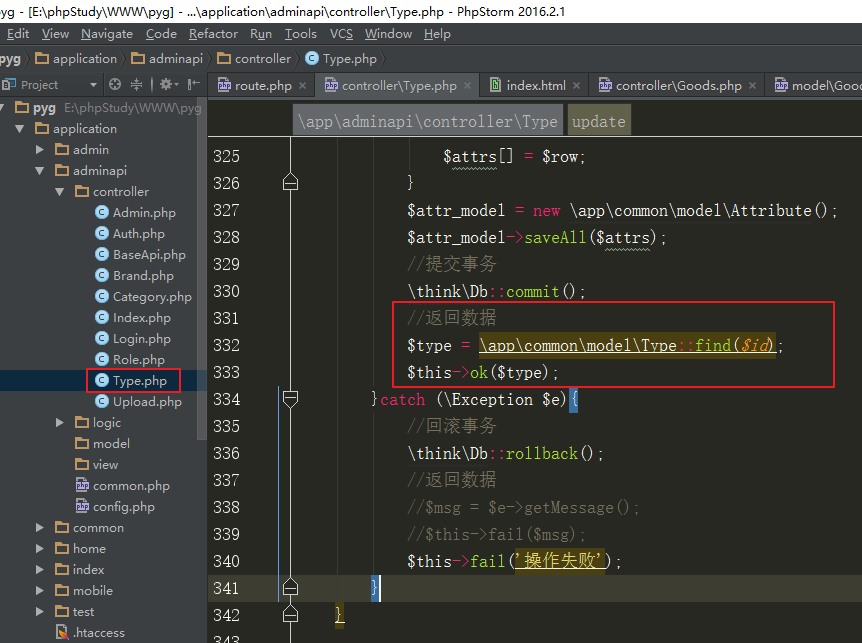 pyg - [E:\phpStudy\WWW\pyg] - ...\application\adminapi\controller\Type.php - PhpStorm 2016.2.1
Edit View Navigate Code Refactor Run Tools VCS Window Help
pyg application adminapi controller Type.php
Project
route.php controller\Type.php index.html controller\Goods.php model\Goo
pyg E:\phpStudy\WWW\pyg
application
admin
adminapi
controller
Admin.php
Auth.php
BaseApi.php
Brand.php
Category.php
Index.php
Login.php
Role.php
Type.php
Upload.php
logic
model
view
common.php
config.php
common
home
index
mobile
test
.htaccess
\app\adminapi\controller\Type update
325 $attrs[] = $row;
326 }
327 $attr_model = new \app\common\model\Attribute();
328 $attr_model->saveAll($attrs);
329 //提交事务
330 \think\Db::commit();
331 //返回数据
332 $type = \app\common\model\Type::find($id);
333 $this->ok($type);
334 }catch (\Exception $e){
335 //回滚事务
336 \think\Db::rollback();
337 //返回数据
338 //$msg = $e->getMessage();
339 //$this->fail($msg);
340 $this->fail('操作失败');
341 }
342 }
343